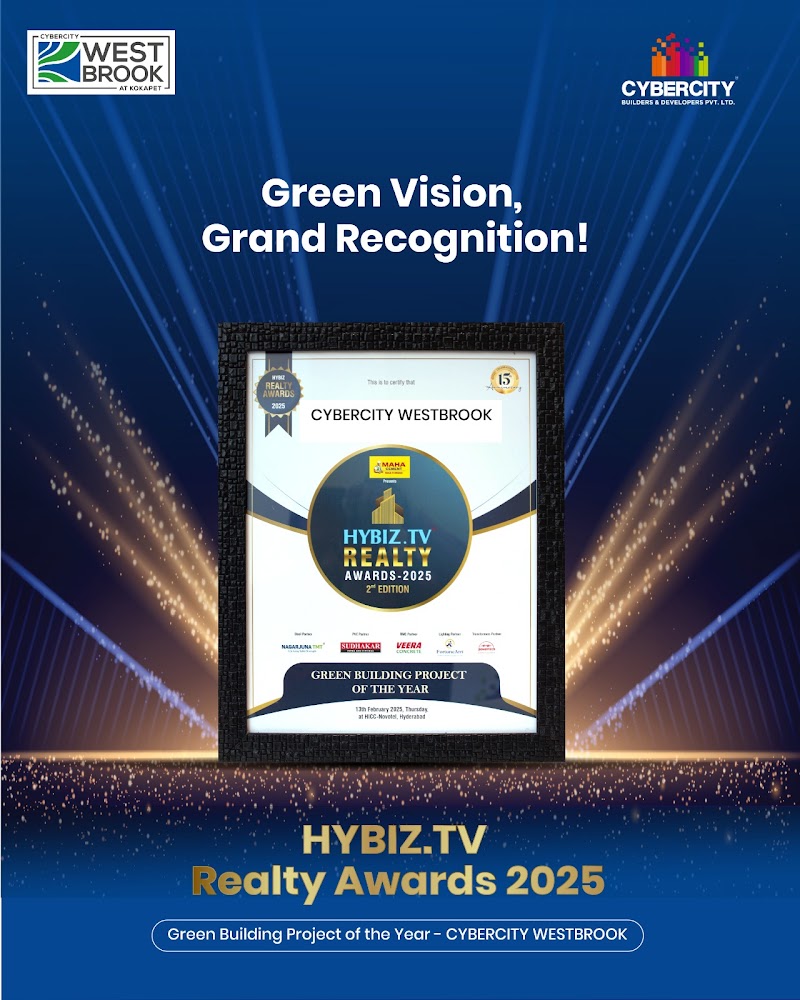 CYBERCITY
WEST
BROOK
AT KOKAPET
CYBERCITY
BUILDERS & DEVELOPERS PVT. LTD.
Green Vision,
Grand Recognition!
HYBIZ
REALTY
AWARDS
2025
This is to certify that
15
CYBERCITY WESTBROOK
MAHA
CEMENT
Presents
HYBIZ.TV
REALTY
AWARDS-2025
2nd EDITION
NAGARJUNA TMT
SUDHAKAR
VEERA
CONCRETE
GREEN BUILDING PROJECT
OF THE YEAR
13th February 2025, Thursday,
at HICC-Novotel, Hyderabad
HYBIZ.TV
Realty Awards 2025
Green Building Project of the Year - CYBERCITY WESTBROOK